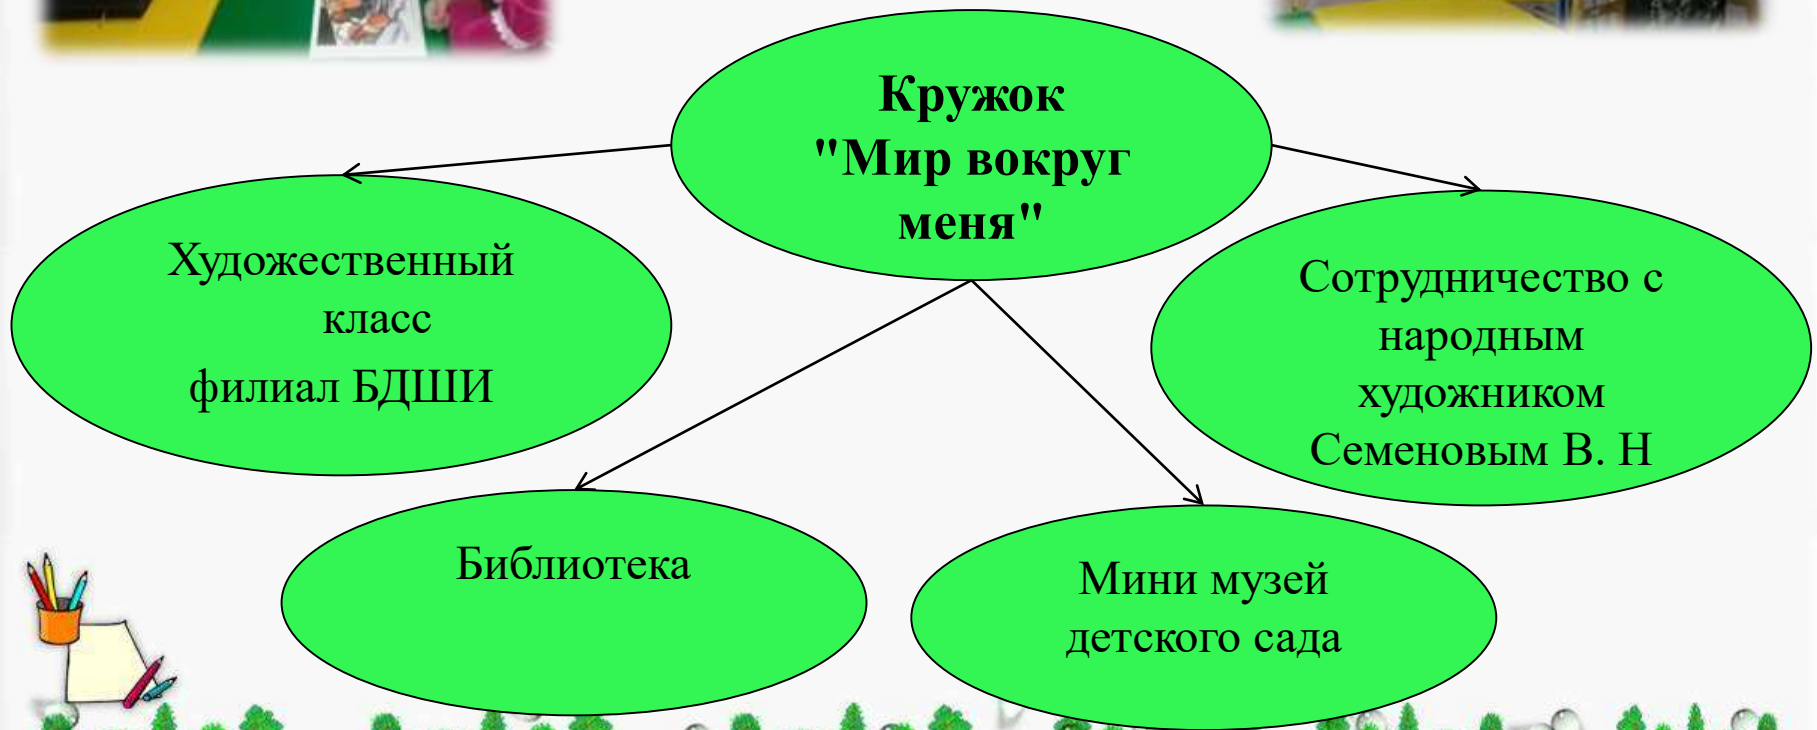 Кружок
"Мир вокруг
меня"
Художественный
класс
филиал БДШИ
Сотрудничество с
народным
художником
Семеновым В. Н
Библиотека
Мини музей
детского сада